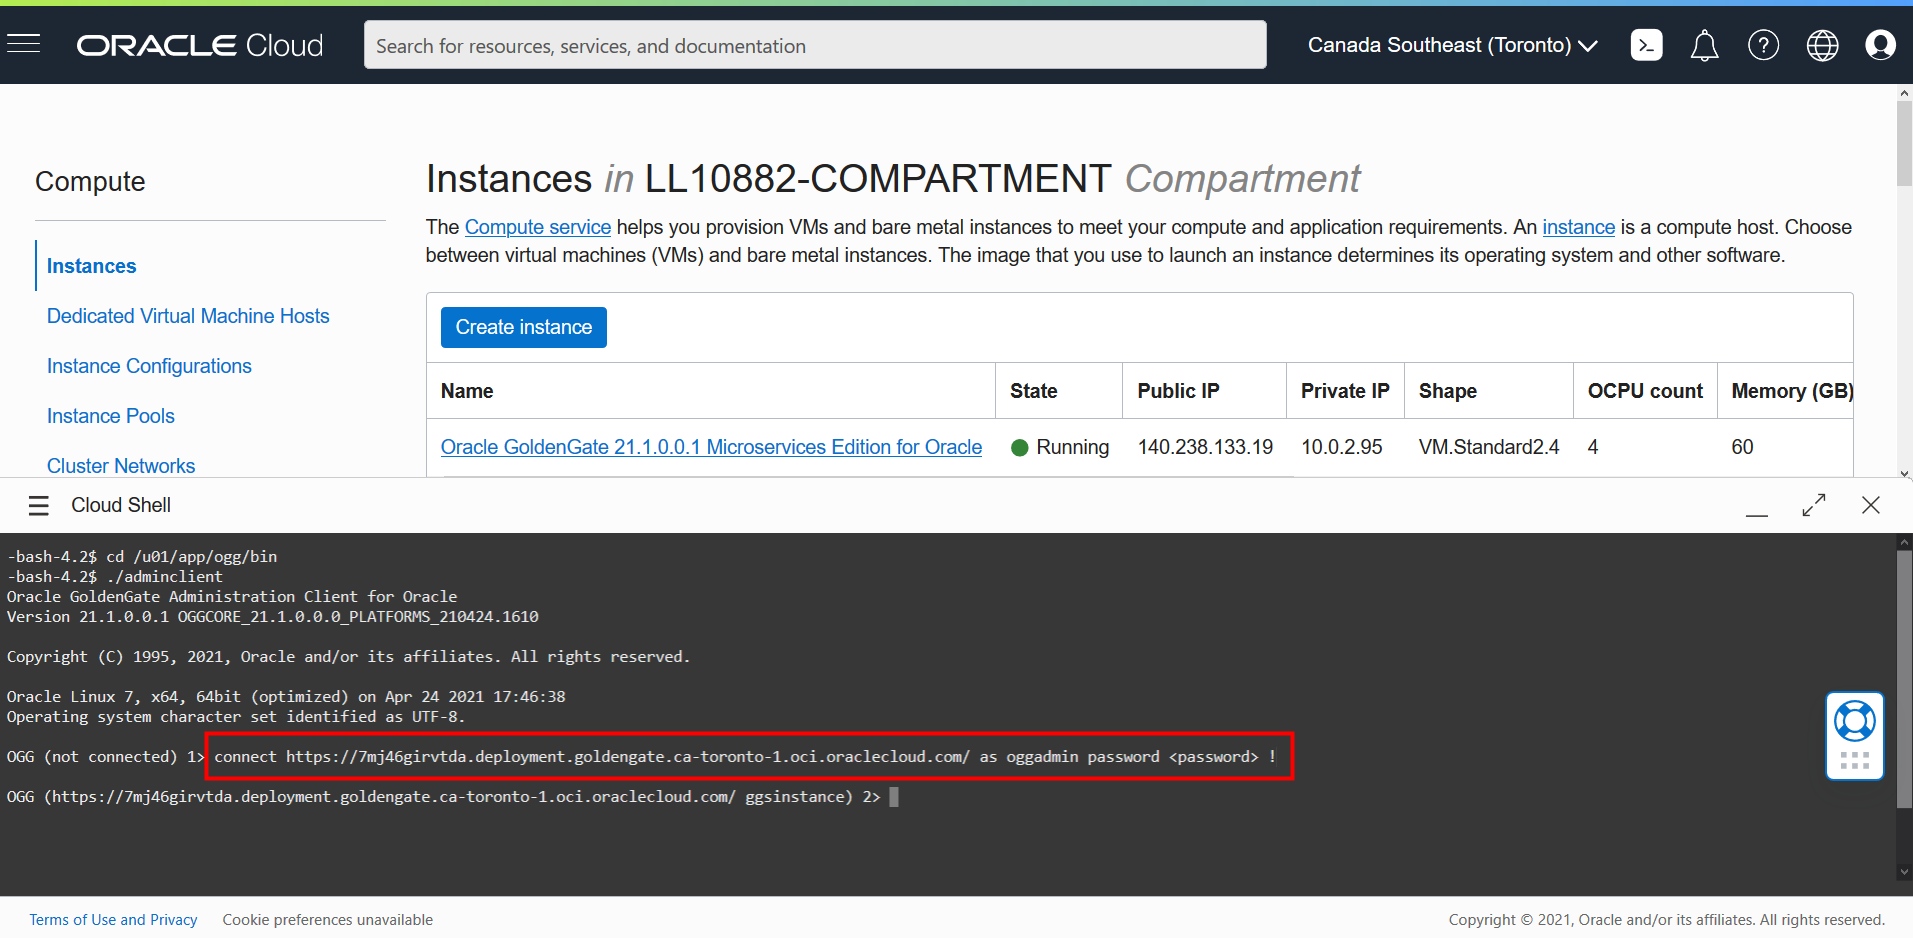 ORACLE Cloud
Search for resources, services, and documentation
Canada Southeast (Toronto)
Compute
Instances
Dedicated Virtual Machine Hosts
Instance Configurations
Instance Pools
Cluster Networks
Instances in LL10882-COMPARTMENT Compartment
The Compute service helps you provision VMs and bare metal instances to meet your compute and application requirements. An instance is a compute host. Choose
between virtual machines (VMs) and bare metal instances. The image that you use to launch an instance determines its operating system and other software.
Create instance
Name State Public IP Private IP Shape OCPU count Memory (GB)
Oracle GoldenGate 21.1.0.0.1 Microservices Edition for Oracle Running 140.238.133.19 10.0.2.95 VM.Standard2.4 4 60
Cloud Shell
-bash-4.2$ cd /u01/app/ogg/bin
-bash-4.2$ ./adminclient
Oracle GoldenGate Administration Client for Oracle
Version 21.1.0.0.1 OGGCORE_21.1.0.0.0_PLATFORMS_210424.1610
Copyright (C) 1995, 2021, Oracle and/or its affiliates. All rights reserved.
Oracle Linux 7, x64, 64bit (optimized) on Apr 24 2021 17:46:38
Operating system character set identified as UTF-8.
OGG (not connected) 1> connect https://7mj46girvtda.deployment.goldengate.ca-toronto-1.oci.oraclecloud.com/ as oggadmin password <password> !
OGG (https://7mj46girvtda.deployment.goldengate.ca-toronto-1.oci.oraclecloud.com/ ggsinstance) 2>
Terms of Use and Privacy Cookie preferences unavailable
Copyright © 2021, Oracle and/or its affiliates. All rights reserved.